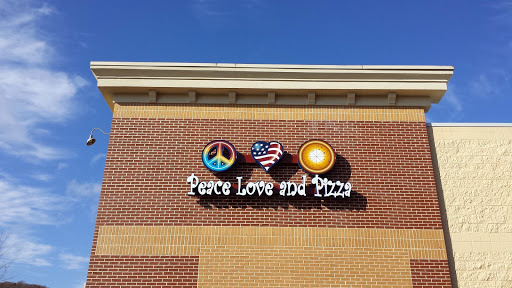 Peace Love and Pizza